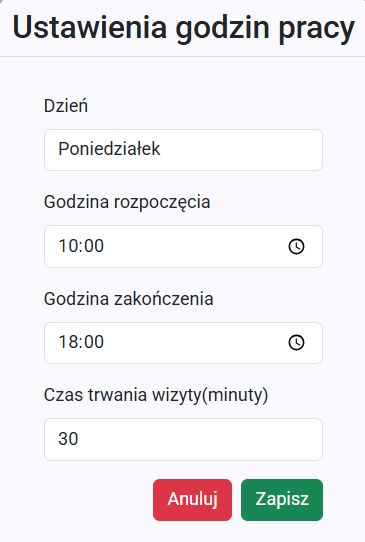 Ustawienia godzin pracy
Dzień
Poniedziałek
Godzina rozpoczęcia
10:00
Godzina zakończenia
18:00
Czas trwania wizyty(minuty)
30
Anuluj Zapisz